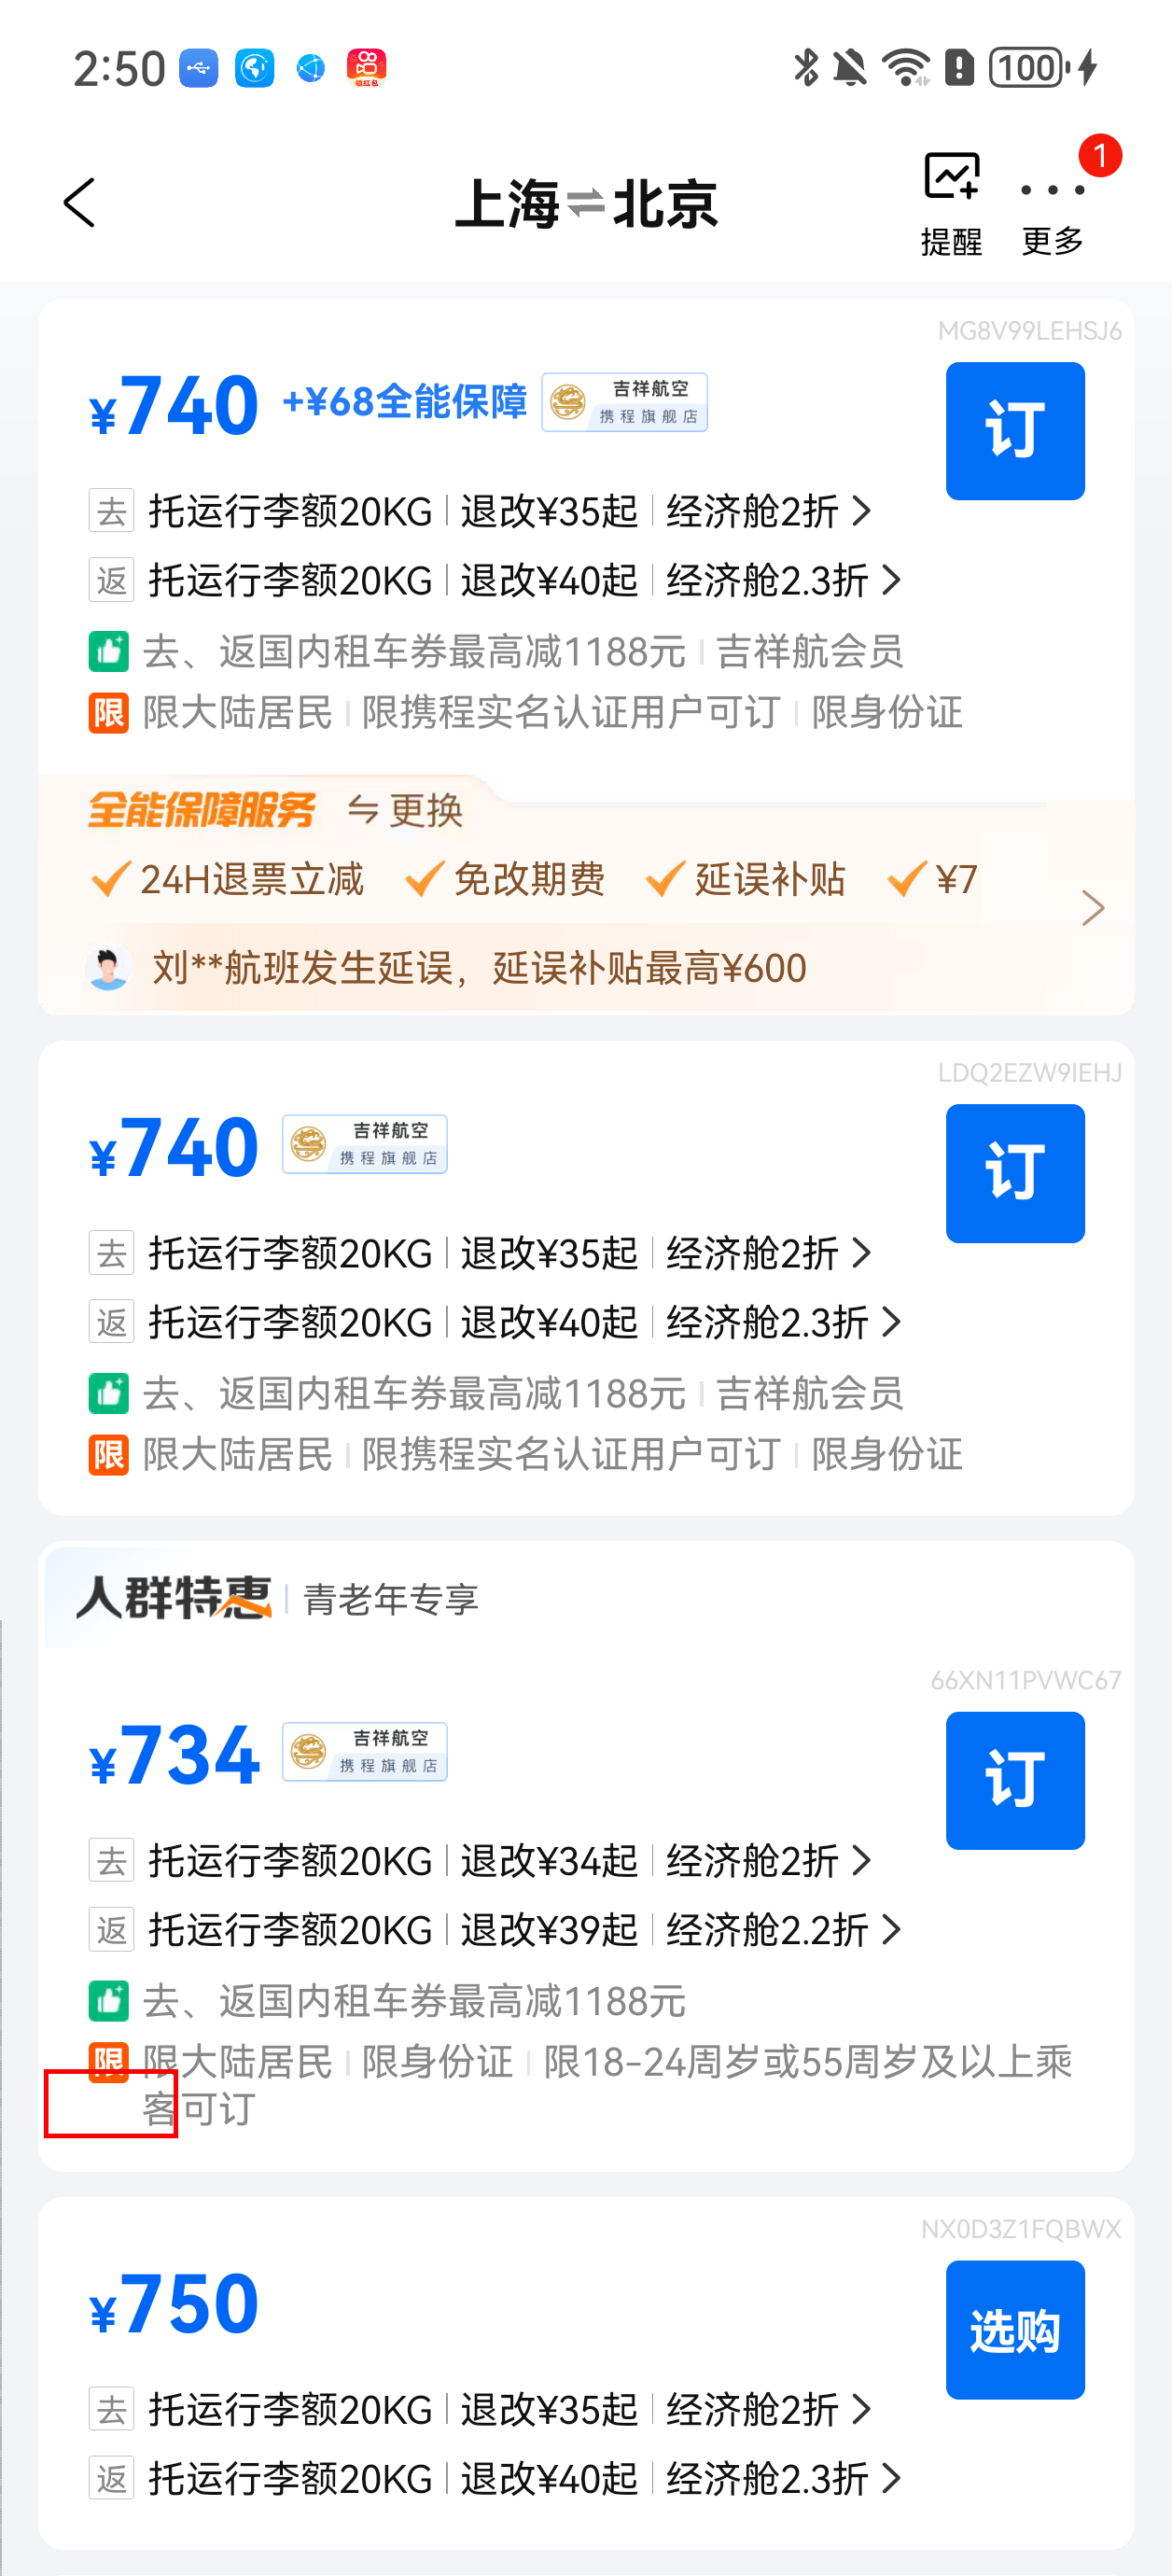 2:50
领红包
100
上海⇌北京
提醒
更多
1
MG8V99LEHSJ6
¥740 +¥68全能保障 吉祥航空
携程旗舰店
订
去 托运行李额20KG | 退改¥35起 | 经济舱2折 >
返 托运行李额20KG | 退改¥40起 | 经济舱2.3折 >
去、返国内租车券最高减1188元 | 吉祥航会员
限 限大陆居民 | 限携程实名认证用户可订 | 限身份证
全能保障服务 ⇋ 更换
24H退票立减 免改期费 延误补贴 ¥7
刘**航班发生延误，延误补贴最高¥600
LDQ2EZW9IEHJ
¥740 吉祥航空
携程旗舰店
订
去 托运行李额20KG | 退改¥35起 | 经济舱2折 >
返 托运行李额20KG | 退改¥40起 | 经济舱2.3折 >
去、返国内租车券最高减1188元 | 吉祥航会员
限 限大陆居民 | 限携程实名认证用户可订 | 限身份证
人群特惠 | 青老年专享
66XN11PVWC67
¥734 吉祥航空
携程旗舰店
订
去 托运行李额20KG | 退改¥34起 | 经济舱2折 >
返 托运行李额20KG | 退改¥39起 | 经济舱2.2折 >
去、返国内租车券最高减1188元
限 限大陆居民 | 限身份证 | 限18-24周岁或55周岁及以上乘
客可订
NX0D3Z1FQBWX
¥750
选购
去 托运行李额20KG | 退改¥35起 | 经济舱2折 >
返 托运行李额20KG | 退改¥40起 | 经济舱2.3折 >